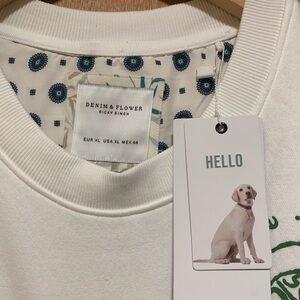 DENIM & FLOWER
RICKY SINGH
EUR XL USA XL MEX 44
HELLO